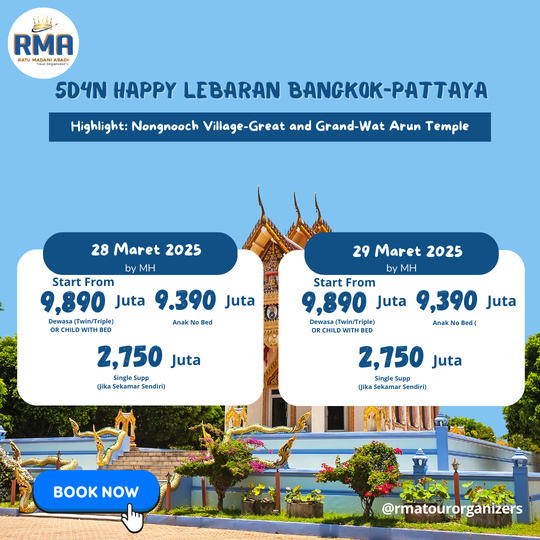 RMA
RATU MADANI ABADI
Tour Organizers
5D4N HAPPY LEBARAN BANGKOK-PATTAYA
Highlight: Nongnooch Village-Great and Grand-Wat Arun Temple
28 Maret 2025
by MH
Start From
9,890 Juta 9.390 Juta
Dewasa (Twin/Triple)
OR CHILD WITH BED
Anak No Bed
2,750 Juta
Single Supp
(Jika Sekamar Sendiri)
29 Maret 2025
by MH
Start From
9,890 Juta 9,390 Juta
Dewasa (Twin/Triple)
OR CHILD WITH BED
Anak No Bed (
2,750 Juta
Single Supp
(Jika Sekamar Sendiri)
BOOK NOW
@rmatourorganizers